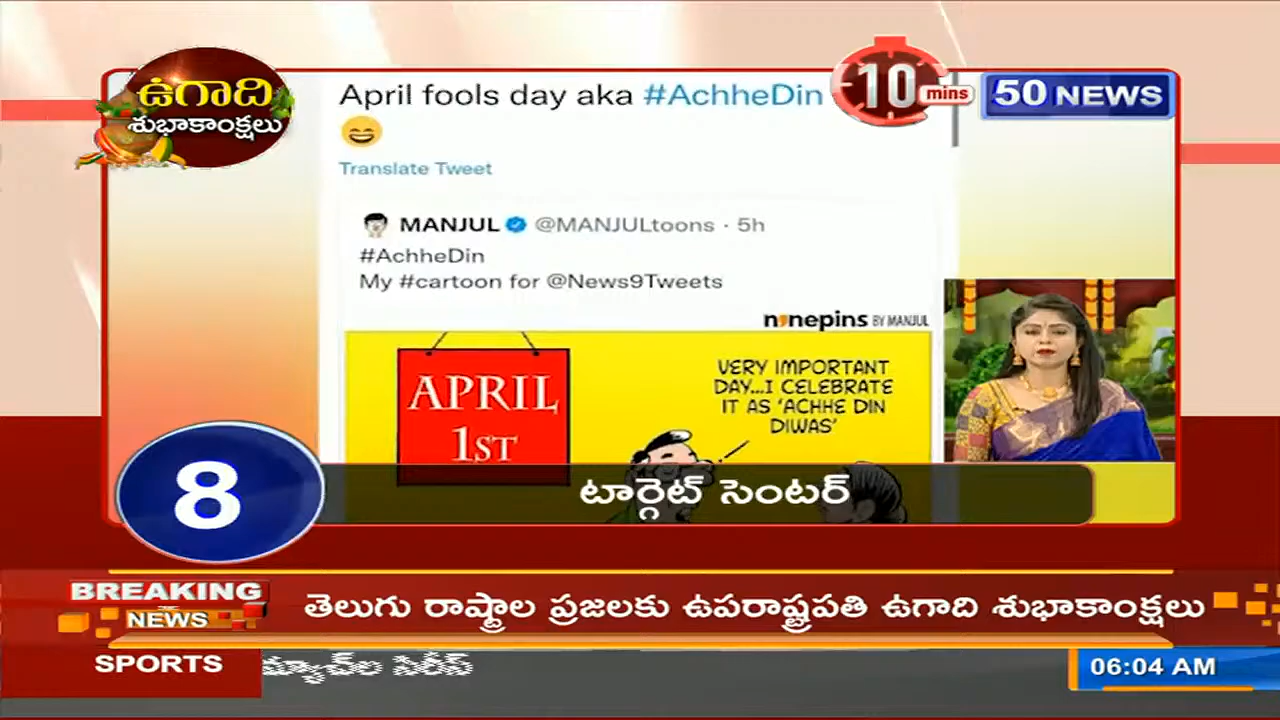 ఉగాది
శుభాకాంక్షలు
April fools day aka #AchheDin
10 mins
50 NEWS
Translate Tweet
MANJUL @MANJULtoons · 5h
#AchheDin
My #cartoon for @News9Tweets
ninepins BY MANJUL
APRIL
1ST
VERY IMPORTANT
DAY...I CELEBRATE
IT AS 'ACHHE DIN
DIWAS'
8
టార్గెట్ సెంటర్
BREAKING
NEWS
తెలుగు రాష్ట్రాల ప్రజలకు ఉపరాష్ట్రపతి ఉగాది శుభాకాంక్షలు
SPORTS
06:04 AM